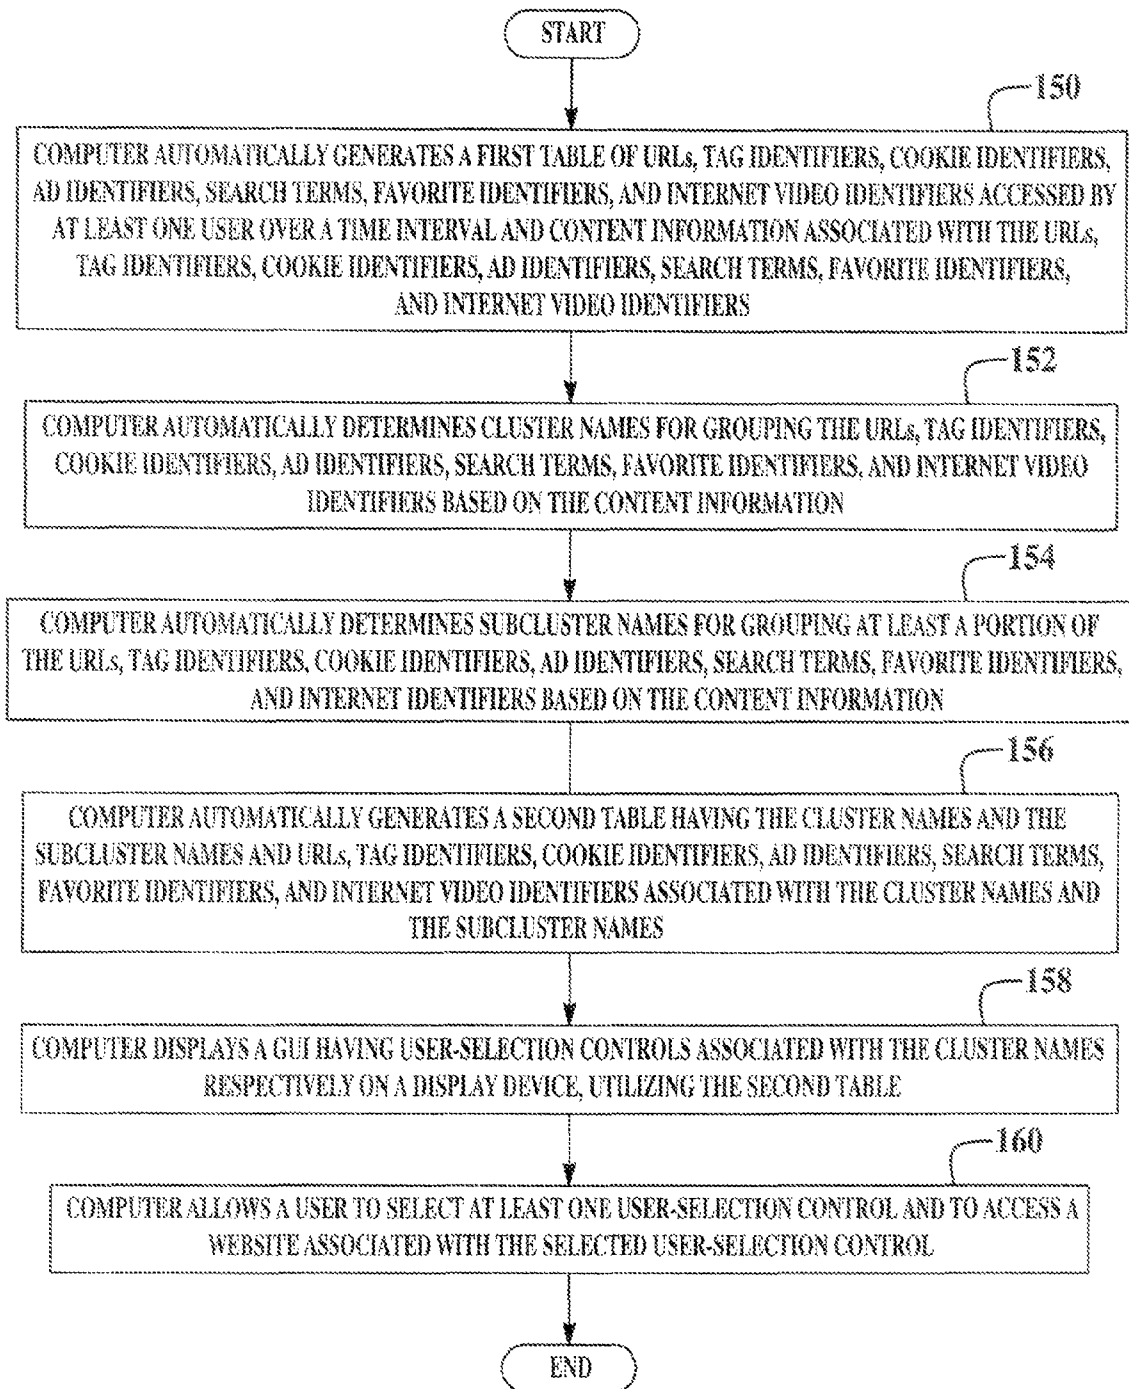 START
150
COMPUTER AUTOMATICALLY GENERATES A FIRST TABLE OF URLs, TAG IDENTIFIERS, COOKIE IDENTIFIERS,
AD IDENTIFIERS, SEARCH TERMS, FAVORITE IDENTIFIERS, AND INTERNET VIDEO IDENTIFIERS ACCESSED BY
AT LEAST ONE USER OVER A TIME INTERVAL AND CONTENT INFORMATION ASSOCIATED WITH THE URLs,
TAG IDENTIFIERS, COOKIE IDENTIFIERS, AD IDENTIFIERS, SEARCH TERMS, FAVORITE IDENTIFIERS,
AND INTERNET VIDEO IDENTIFIERS
152
COMPUTER AUTOMATICALLY DETERMINES CLUSTER NAMES FOR GROUPING THE URLs, TAG IDENTIFIERS,
COOKIE IDENTIFIERS, AD IDENTIFIERS, SEARCH TERMS, FAVORITE IDENTIFIERS, AND INTERNET VIDEO
IDENTIFIERS BASED ON THE CONTENT INFORMATION
154
COMPUTER AUTOMATICALLY DETERMINES SUBCLUSTER NAMES FOR GROUPING AT LEAST A PORTION OF
THE URLs, TAG IDENTIFIERS, COOKIE IDENTIFIERS, AD IDENTIFIERS, SEARCH TERMS, FAVORITE IDENTIFIERS,
AND INTERNET IDENTIFIERS BASED ON THE CONTENT INFORMATION
156
COMPUTER AUTOMATICALLY GENERATES A SECOND TABLE HAVING THE CLUSTER NAMES AND THE
SUBCLUSTER NAMES AND URLs, TAG IDENTIFIERS, COOKIE IDENTIFIERS, AD IDENTIFIERS, SEARCH TERMS,
FAVORITE IDENTIFIERS, AND INTERNET VIDEO IDENTIFIERS ASSOCIATED WITH THE CLUSTER NAMES AND
THE SUBCLUSTER NAMES
158
COMPUTER DISPLAYS A GUI HAVING USER-SELECTION CONTROLS ASSOCIATED WITH THE CLUSTER NAMES
RESPECTIVELY ON A DISPLAY DEVICE, UTILIZING THE SECOND TABLE
160
COMPUTER ALLOWS A USER TO SELECT AT LEAST ONE USER-SELECTION CONTROL AND TO ACCESS A
WEBSITE ASSOCIATED WITH THE SELECTED USER-SELECTION CONTROL
END